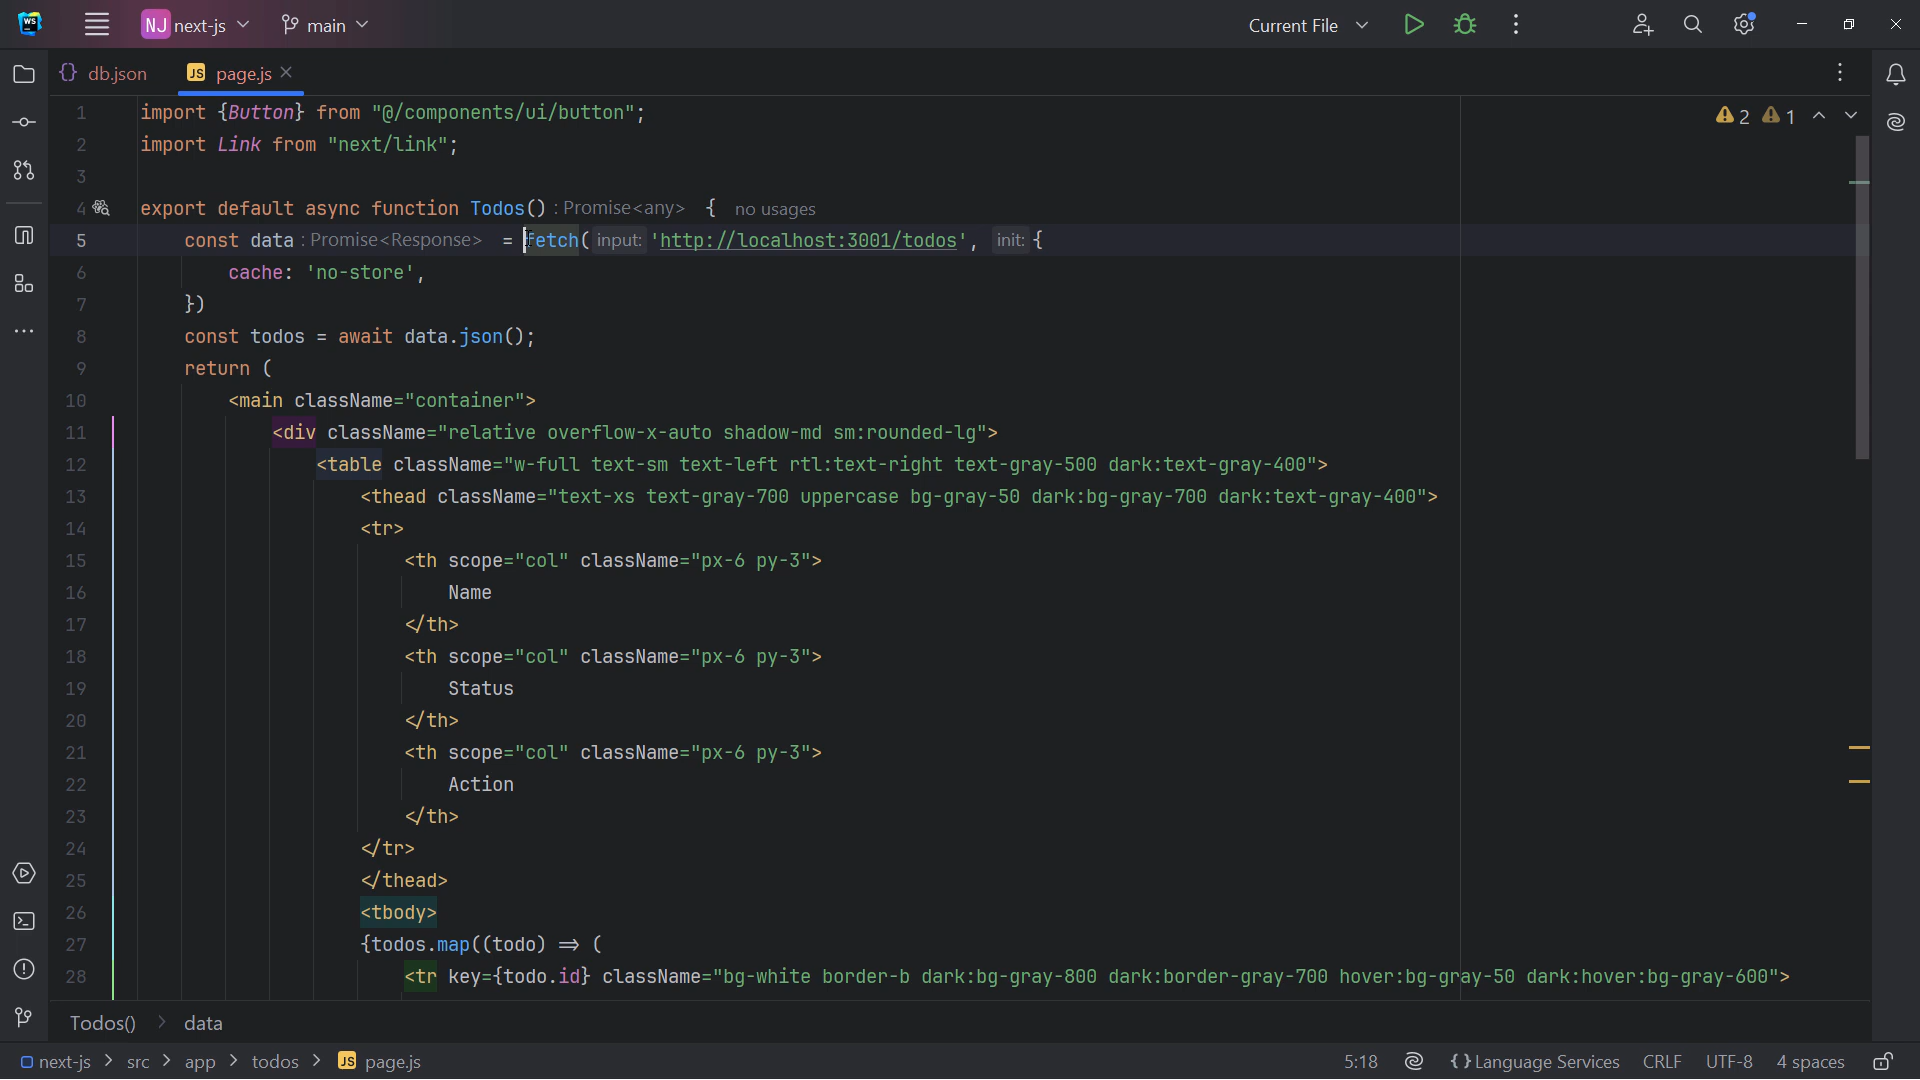 WS NJ next-js main Current File
{} db.json JS page.js
1 import {Button} from "@/components/ui/button"; 2 1
2 import Link from "next/link";
3
4 export default async function Todos() : Promise<any> { no usages
5 const data : Promise<Response> = fetch( input: 'http://localhost:3001/todos', init: {
6 cache: 'no-store',
7 })
8 const todos = await data.json();
9 return (
10 <main className="container">
11 <div className="relative overflow-x-auto shadow-md sm:rounded-lg">
12 <table className="w-full text-sm text-left rtl:text-right text-gray-500 dark:text-gray-400">
13 <thead className="text-xs text-gray-700 uppercase bg-gray-50 dark:bg-gray-700 dark:text-gray-400">
14 <tr>
15 <th scope="col" className="px-6 py-3">
16 Name
17 </th>
18 <th scope="col" className="px-6 py-3">
19 Status
20 </th>
21 <th scope="col" className="px-6 py-3">
22 Action
23 </th>
24 </tr>
25 </thead>
26 <tbody>
27 {todos.map((todo) => (
28 <tr key={todo.id} className="bg-white border-b dark:bg-gray-800 dark:border-gray-700 hover:bg-gray-50 dark:hover:bg-gray-600">
Todos() > data
next-js > src > app > todos > JS page.js 5:18 {} Language Services CRLF UTF-8 4 spaces